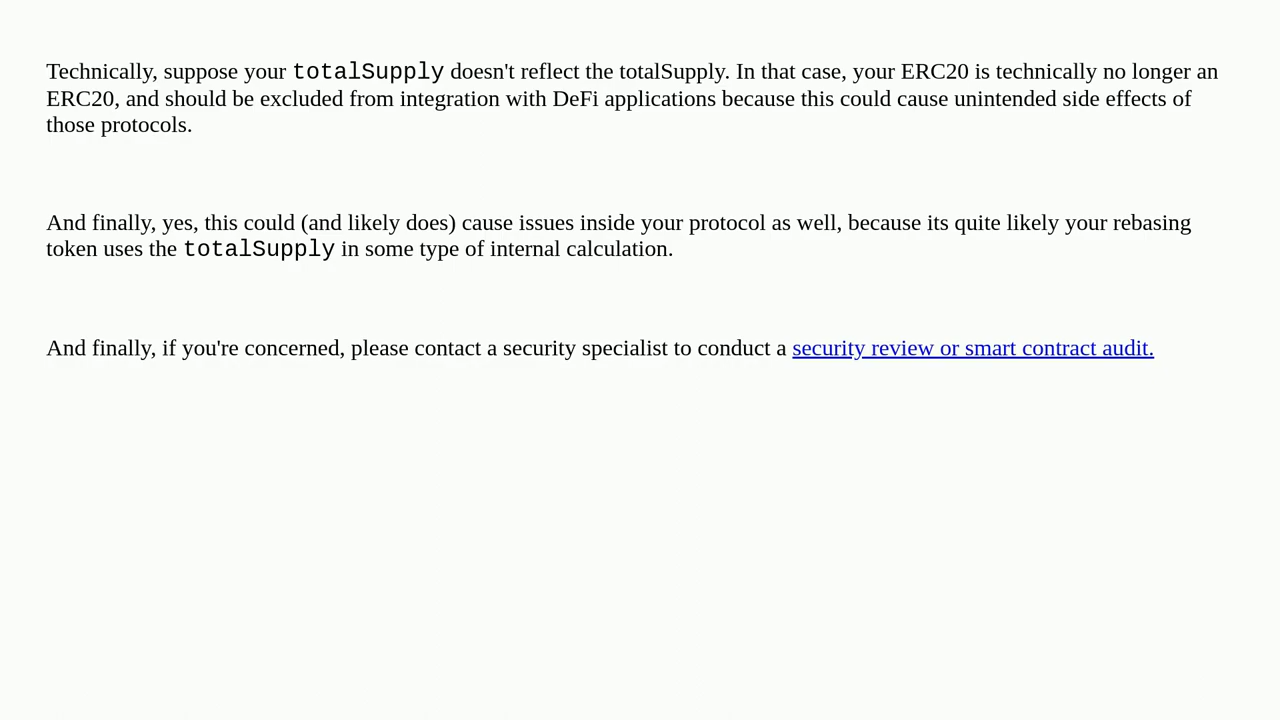 Technically, suppose your totalSupply doesn't reflect the totalSupply. In that case, your ERC20 is technically no longer an
ERC20, and should be excluded from integration with DeFi applications because this could cause unintended side effects of
those protocols.
And finally, yes, this could (and likely does) cause issues inside your protocol as well, because its quite likely your rebasing
token uses the totalSupply in some type of internal calculation.
And finally, if you're concerned, please contact a security specialist to conduct a security review or smart contract audit.